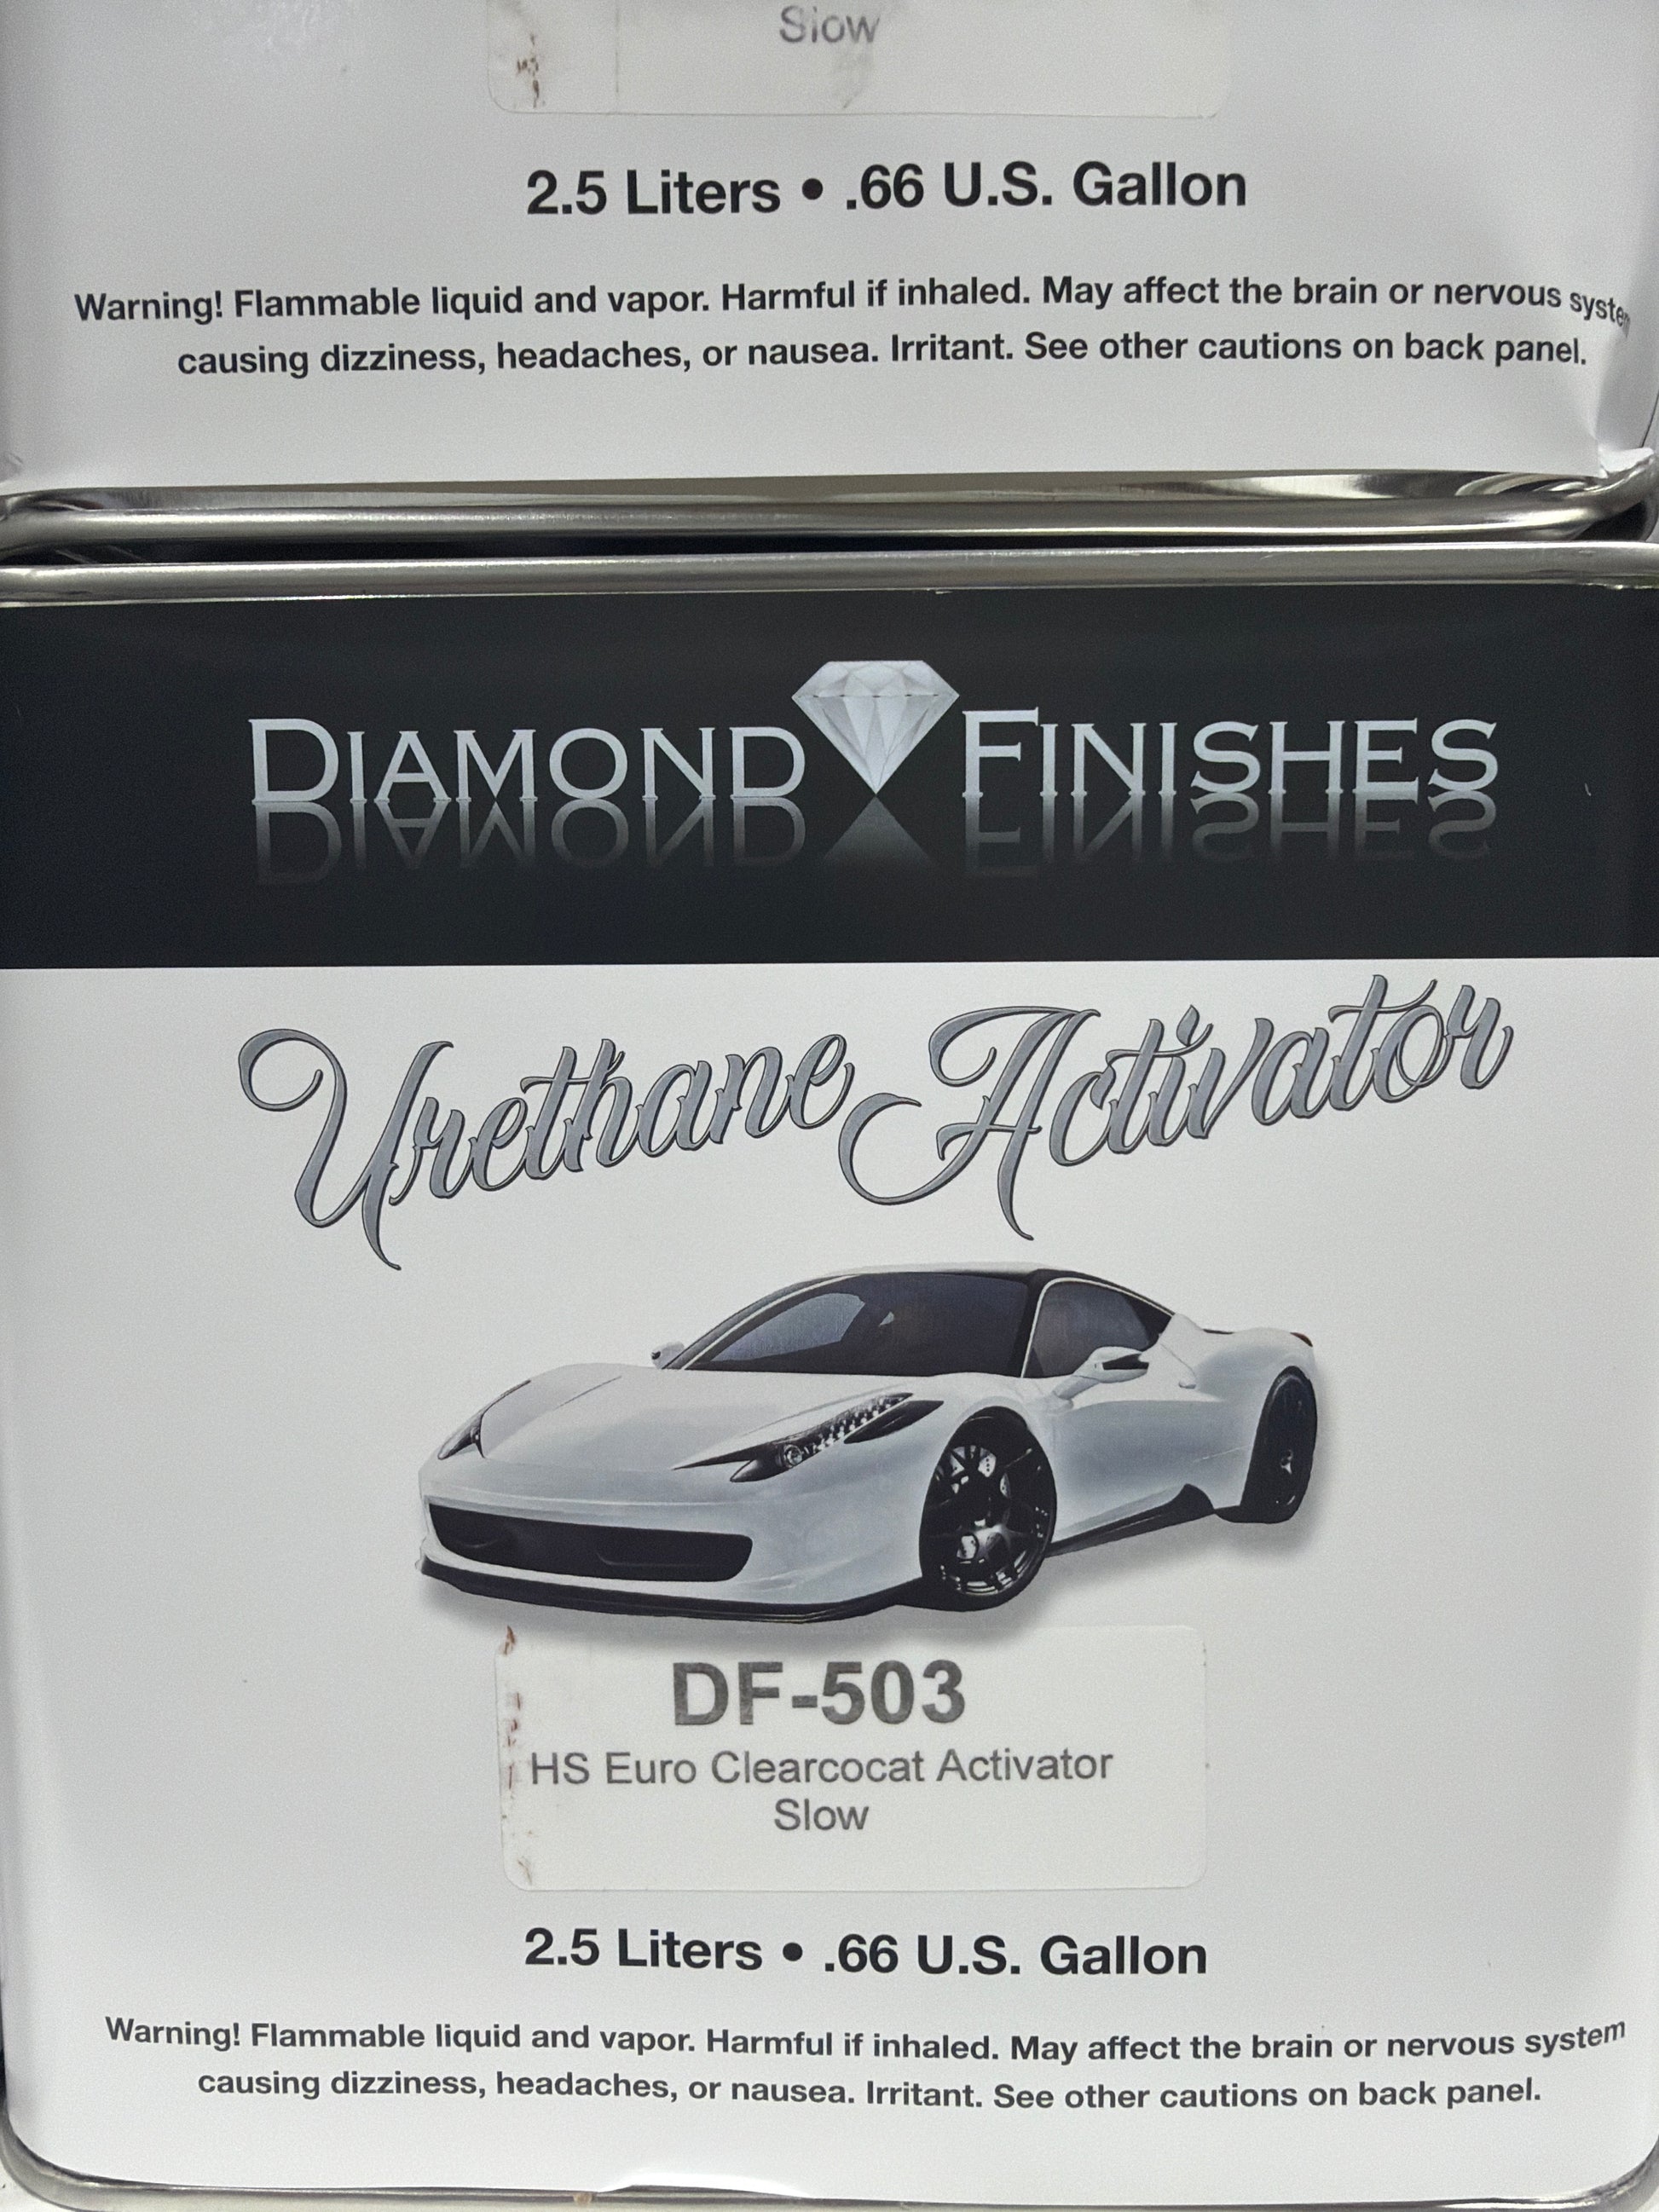 Slow
2.5 Liters • .66 U.S. Gallon
Warning! Flammable liquid and vapor. Harmful if inhaled. May affect the brain or nervous system
causing dizziness, headaches, or nausea. Irritant. See other cautions on back panel.
DIAMOND FINISHES
Urethane Activator
DF-503
HS Euro Clearcocat Activator
Slow
2.5 Liters • .66 U.S. Gallon
Warning! Flammable liquid and vapor. Harmful if inhaled. May affect the brain or nervous system
causing dizziness, headaches, or nausea. Irritant. See other cautions on back panel.